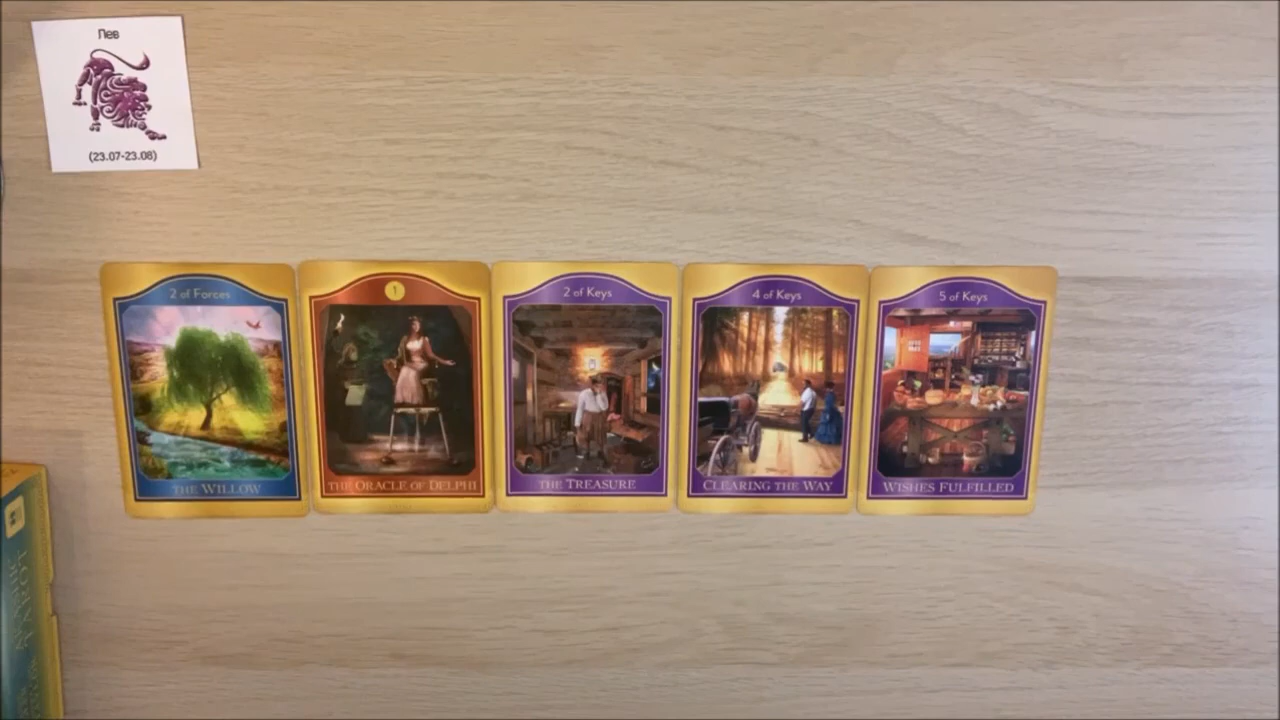 Лев
(23.07-23.08)
2 of Forces
THE WILLOW
1
THE ORACLE OF DELPHI
2 of Keys
THE TREASURE
4 of Keys
CLEARING THE WAY
5 of Keys
WISHES FULFILLED